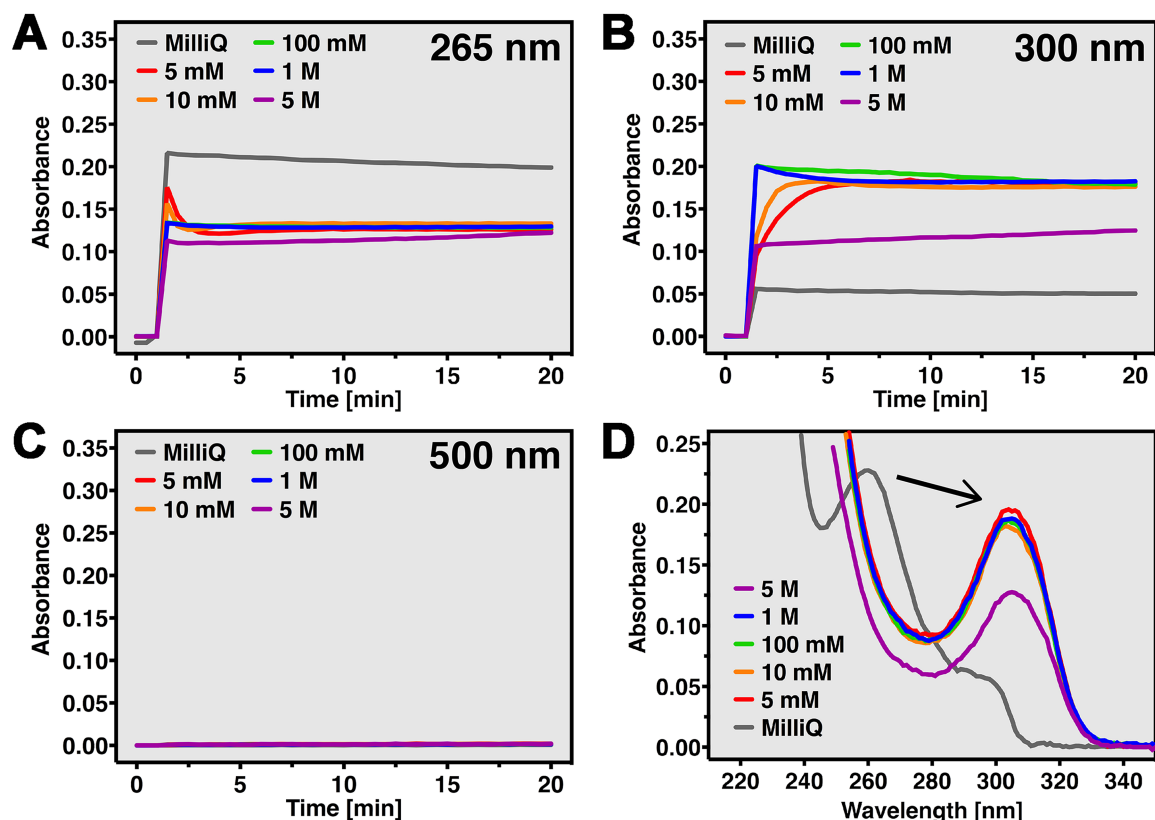 A
265 nm
MilliQ
5 mM
10 mM
100 mM
1 M
5 M
Absorbance
0.35
0.30
0.25
0.20
0.15
0.10
0.05
0.00
0
5
10
15
20
Time [min]
B
300 nm
MilliQ
5 mM
10 mM
100 mM
1 M
5 M
Absorbance
0.35
0.30
0.25
0.20
0.15
0.10
0.05
0.00
0
5
10
15
20
Time [min]
C
500 nm
MilliQ
5 mM
10 mM
100 mM
1 M
5 M
Absorbance
0.35
0.30
0.25
0.20
0.15
0.10
0.05
0.00
0
5
10
15
20
Time [min]
D
Absorbance
0.25
0.20
0.15
0.10
0.05
0.00
5 M
1 M
100 mM
10 mM
5 mM
MilliQ
220
240
260
280
300
320
340
Wavelength [nm]